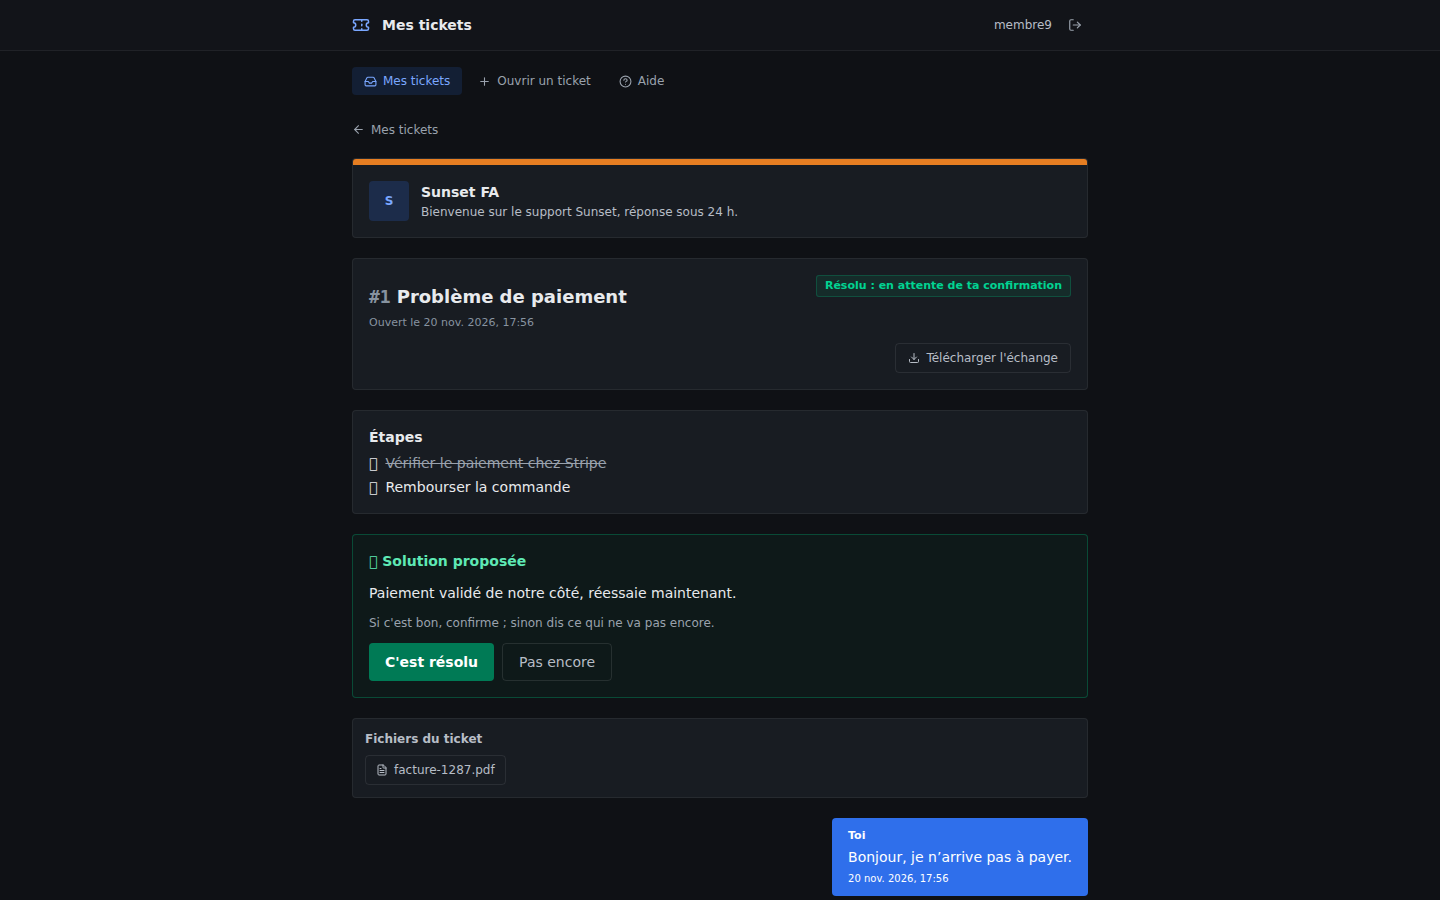 Mes tickets
membre9
Mes tickets
Ouvrir un ticket
Aide
Mes tickets
S
Sunset FA
Bienvenue sur le support Sunset, réponse sous 24 h.
#1 Problème de paiement
Résolu : en attente de ta confirmation
Ouvert le 20 nov. 2026, 17:56
Télécharger l'échange
Étapes
Vérifier le paiement chez Stripe
Rembourser la commande
Solution proposée
Paiement validé de notre côté, réessaie maintenant.
Si c'est bon, confirme ; sinon dis ce qui ne va pas encore.
C'est résolu
Pas encore
Fichiers du ticket
facture-1287.pdf
Toi
Bonjour, je n’arrive pas à payer.
20 nov. 2026, 17:56